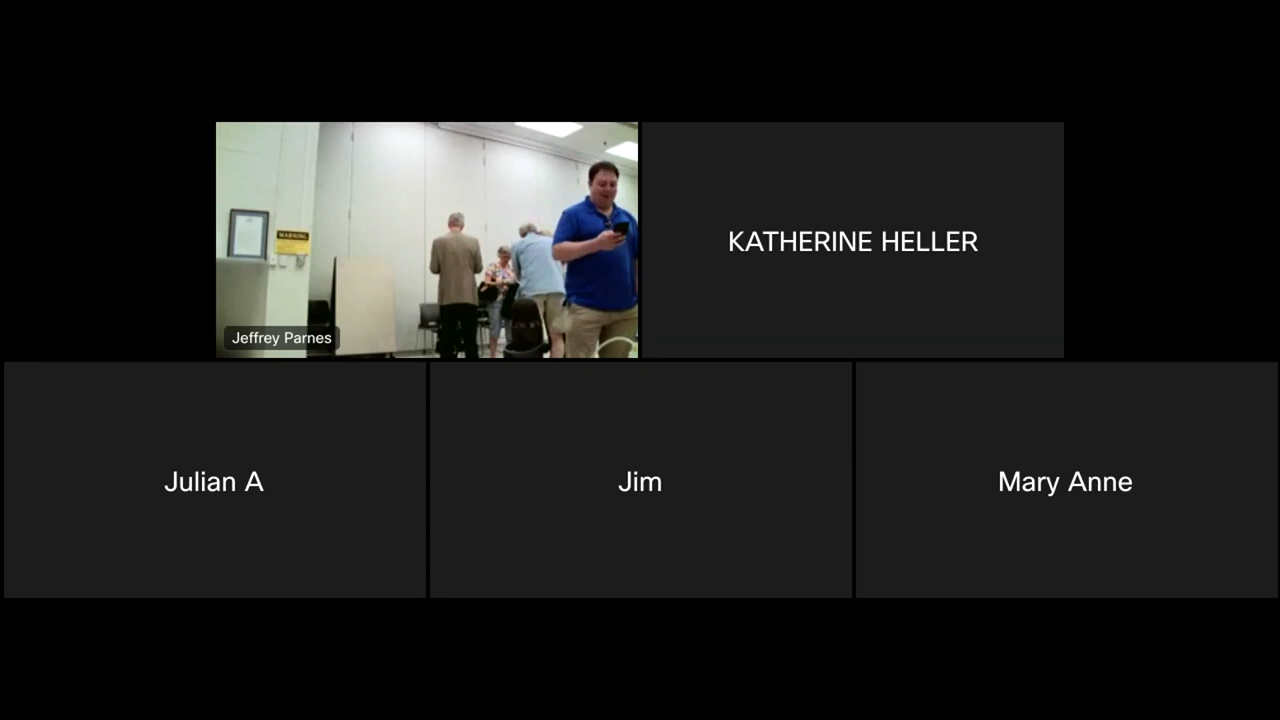 WARNING
Jeffrey Parnes
KATHERINE HELLER
Julian A
Jim
Mary Anne